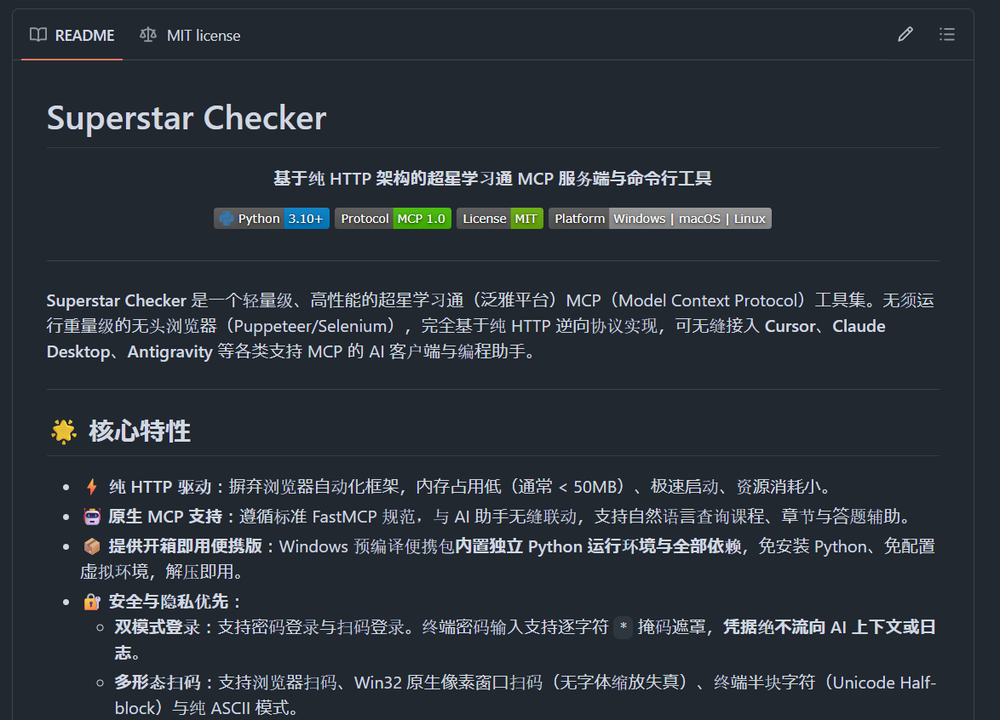 README MIT license
Superstar Checker
基于纯 HTTP 架构的超星学习通 MCP 服务端与命令行工具
Python 3.10+ Protocol MCP 1.0 License MIT Platform Windows | macOS | Linux
Superstar Checker 是一个轻量级、高性能的超星学习通（泛雅平台）MCP（Model Context Protocol）工具集。无须运
行重量级的无头浏览器（Puppeteer/Selenium），完全基于纯 HTTP 逆向协议实现，可无缝接入 Cursor、Claude
Desktop、Antigravity 等各类支持 MCP 的 AI 客户端与编程助手。
🌟 核心特性
• ⚡ 纯 HTTP 驱动：摒弃浏览器自动化框架，内存占用低（通常 < 50MB）、极速启动、资源消耗小。
• 🤖 原生 MCP 支持：遵循标准 FastMCP 规范，与 AI 助手无缝联动，支持自然语言查询课程、章节与答题辅助。
• 📦 提供开箱即用便携版：Windows 预编译便携包内置独立 Python 运行环境与全部依赖，免安装 Python、免配置
虚拟环境，解压即用。
• 🔐 安全与隐私优先：
◦ 双模式登录：支持密码登录与扫码登录。终端密码输入支持逐字符 * 掩码遮罩，凭据绝不流向 AI 上下文或日
志。
◦ 多形态扫码：支持浏览器扫码、Win32 原生像素窗口扫码（无字体缩放失真）、终端半块字符（Unicode Half-
block）与纯 ASCII 模式。